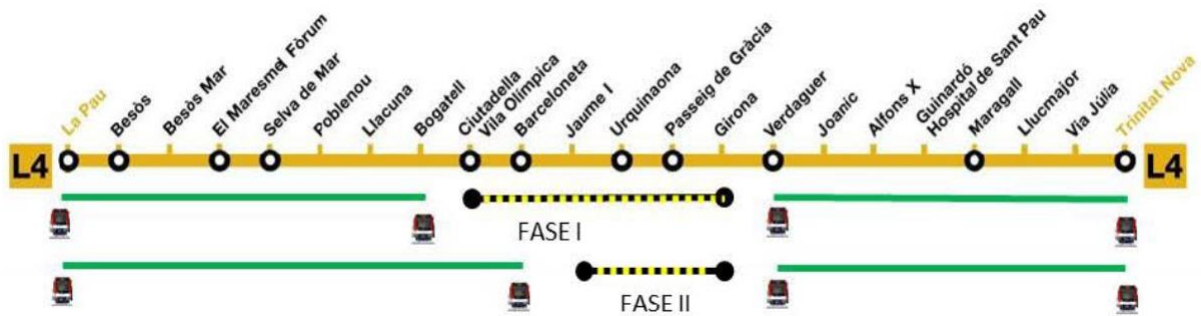 La Pau
Besòs
Besòs Mar
El Maresme| Fòrum
Selva de Mar
Poblenou
Llacuna
Bogatell
Ciutadella
Vila Olímpica
Barceloneta
Jaume I
Urquinaona
Passeig de Gràcia
Girona
Verdaguer
Joanic
Alfons X
Guinardó
Hospital de Sant Pau
Maragall
Llucmajor
Via Júlia
Trinitat Nova
L4
L4
FASE I
FASE II